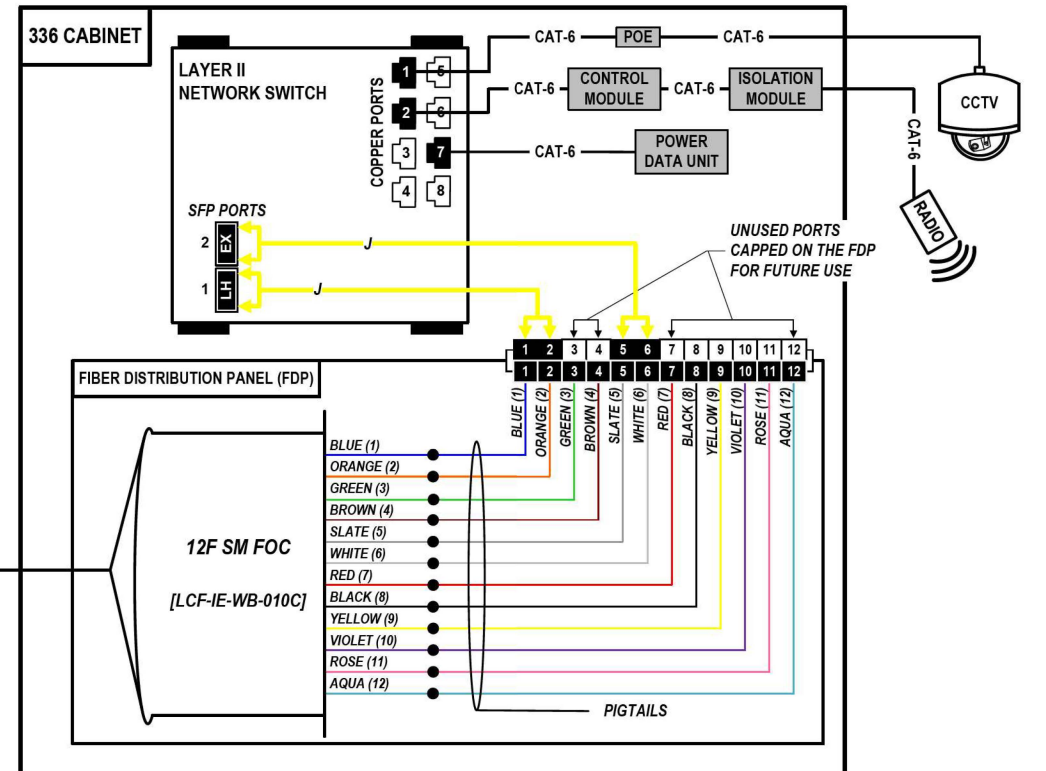 336 CABINET
LAYER II
NETWORK SWITCH
COPPER PORTS
1
5
2
6
3
7
4
8
CAT-6
POE
CAT-6
CAT-6
CONTROL
MODULE
CAT-6
ISOLATION
MODULE
CAT-6
POWER
DATA UNIT
CCTV
CAT-6
RADIO
SFP PORTS
2
EX
1
LH
J
J
UNUSED PORTS
CAPPED ON THE FDP
FOR FUTURE USE
1 2 3 4 5 6 7 8 9 10 11 12
1 2 3 4 5 6 7 8 9 10 11 12
FIBER DISTRIBUTION PANEL (FDP)
BLUE (1)
ORANGE (2)
GREEN (3)
BROWN (4)
SLATE (5)
WHITE (6)
RED (7)
BLACK (8)
YELLOW (9)
VIOLET (10)
ROSE (11)
AQUA (12)
12F SM FOC
[LCF-IE-WB-010C]
BLUE (1)
ORANGE (2)
GREEN (3)
BROWN (4)
SLATE (5)
WHITE (6)
RED (7)
BLACK (8)
YELLOW (9)
VIOLET (10)
ROSE (11)
AQUA (12)
PIGTAILS